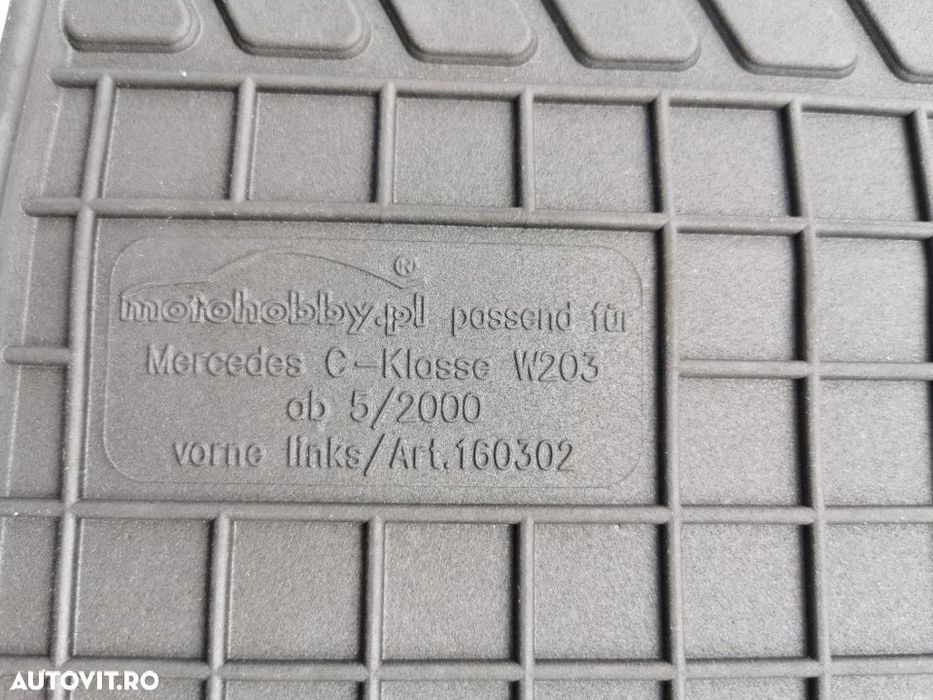 motohobby.pl ® passend für
Mercedes C-Klasse W203
ab 5/2000
vorne links/Art.160302
AUTOVIT.RO